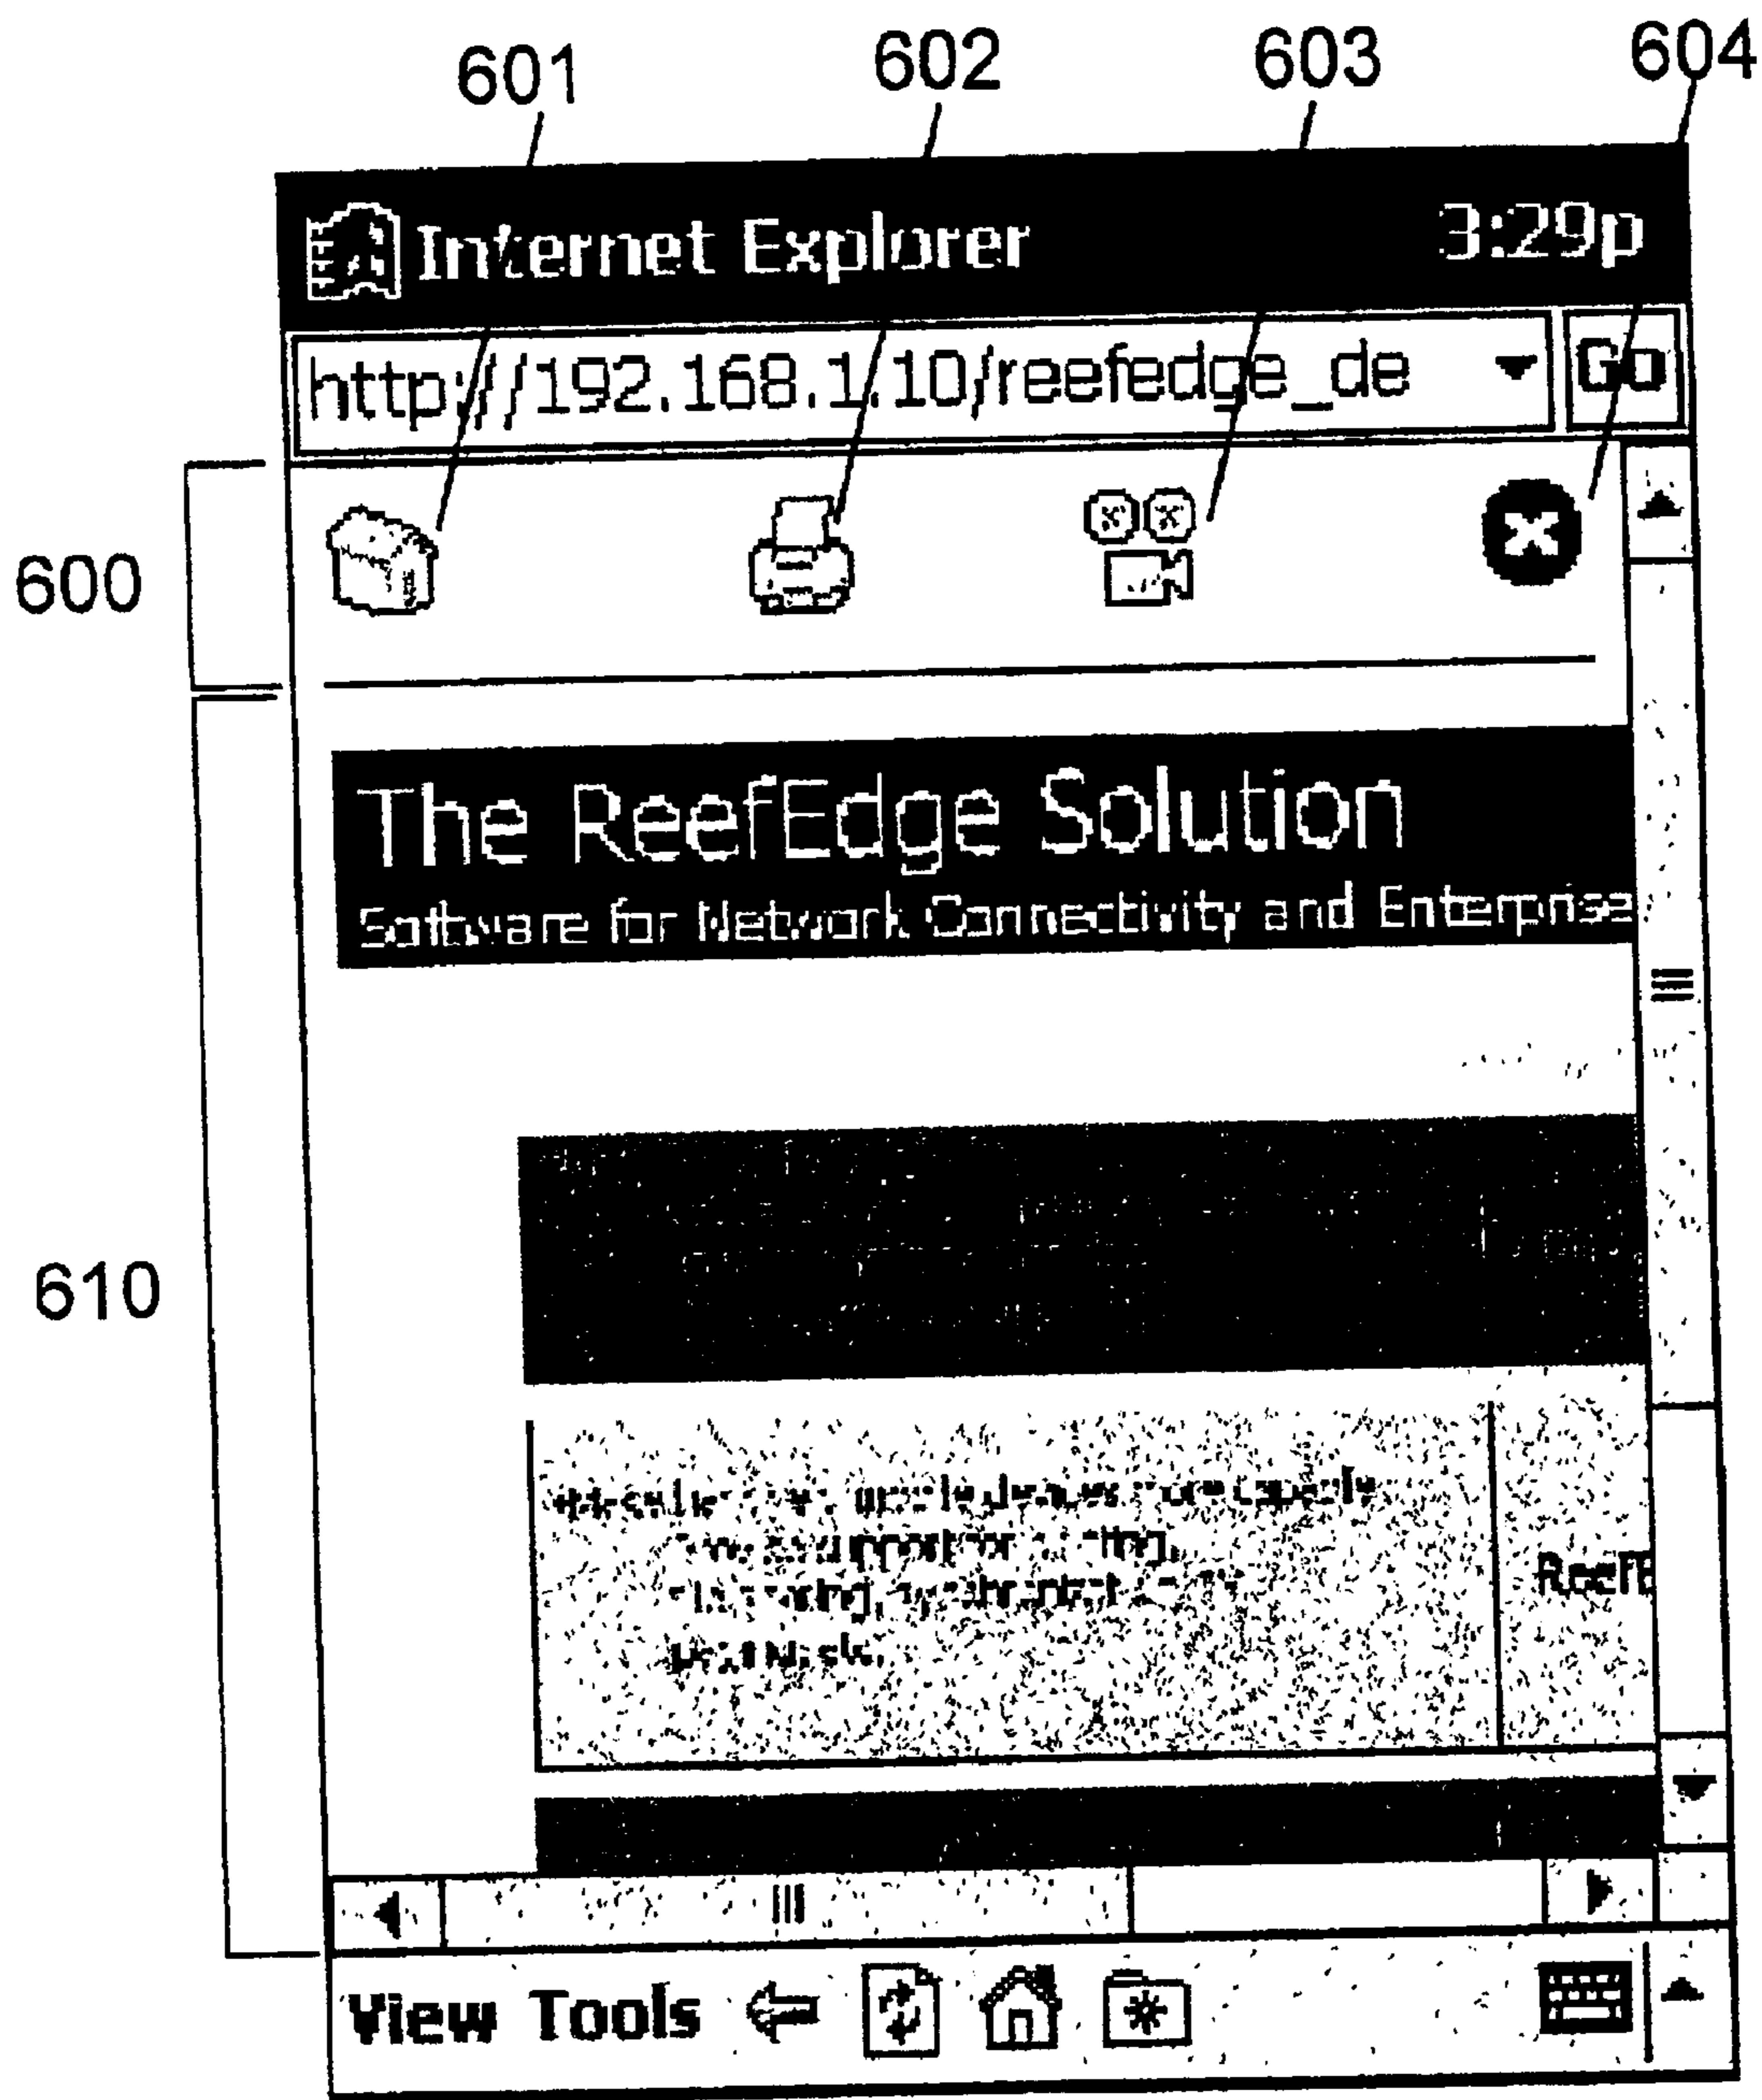 601 602 603 604
Internet Explorer 3:29p
http://192.168.1.10/reefedge_de Go
600
The ReefEdge Solution
Software for Network Connectivity and Enterprise
610
ReefE
View Tools